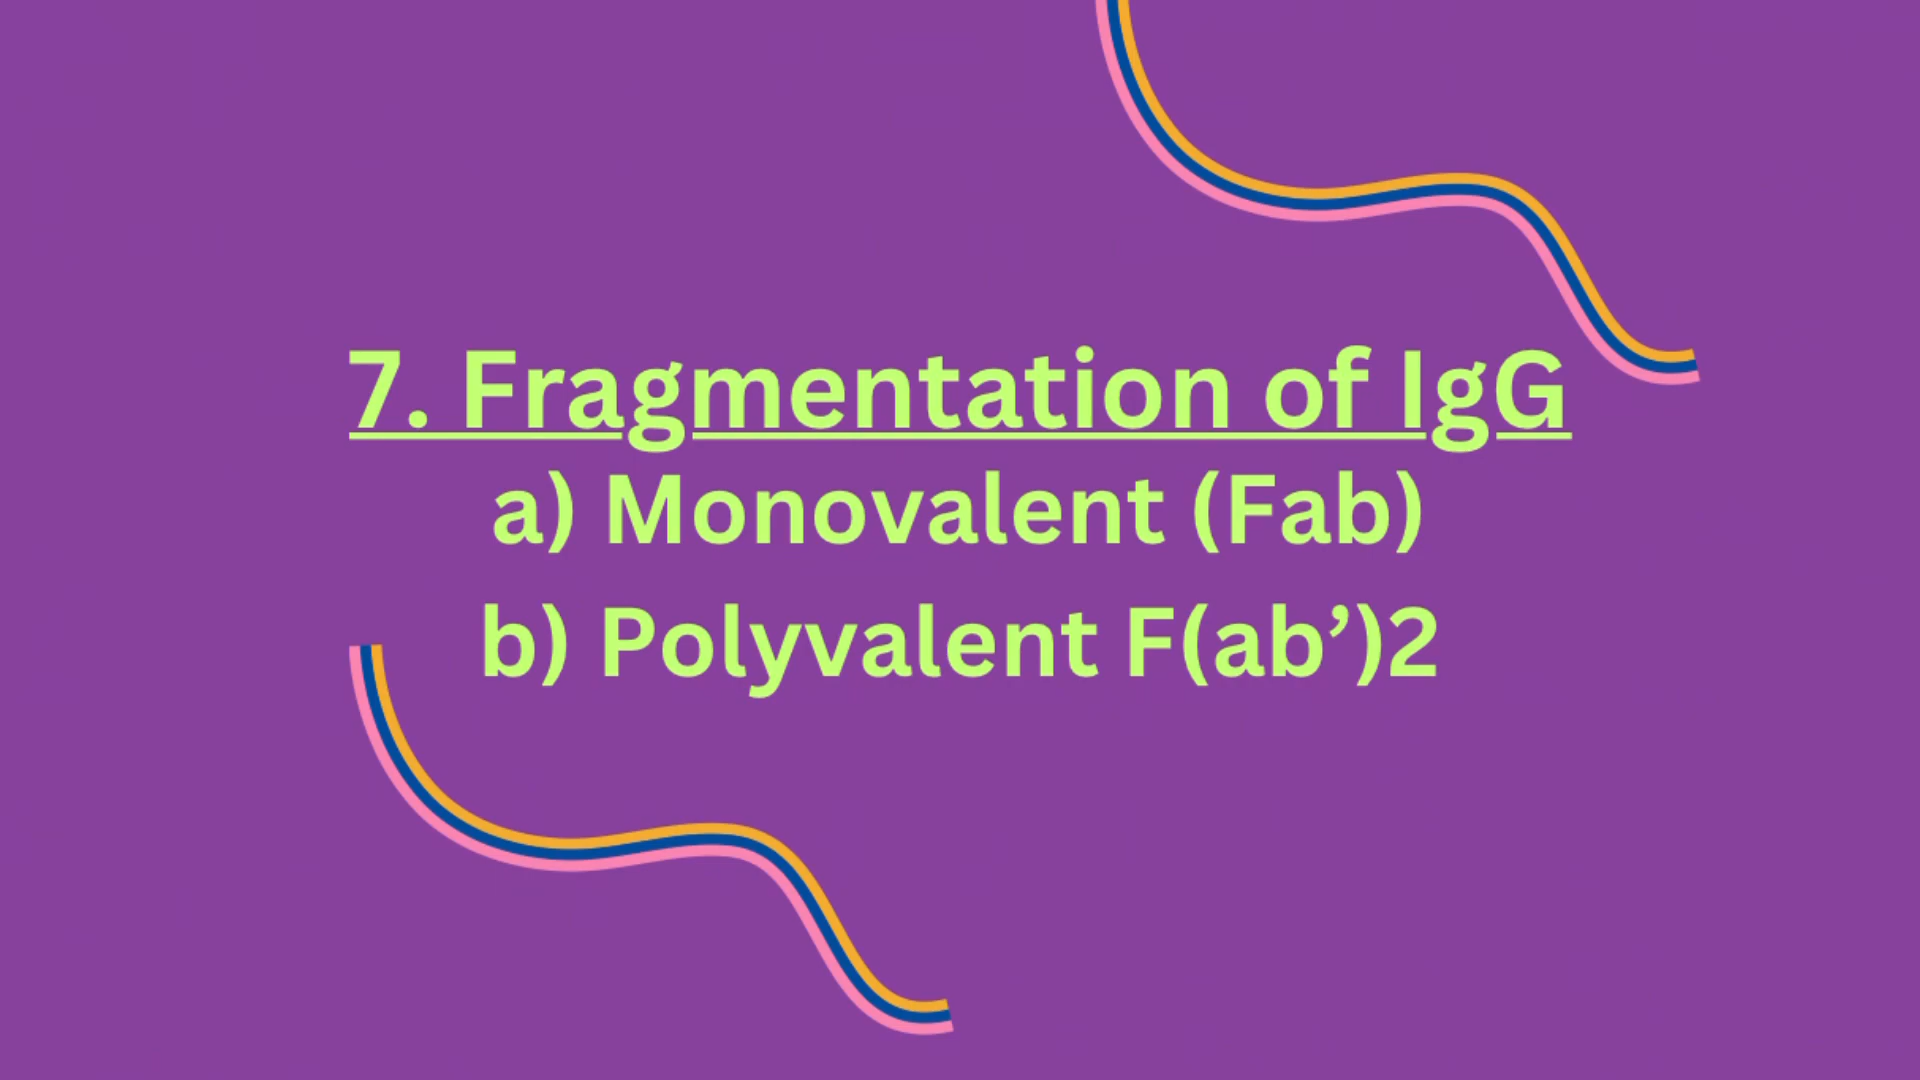 7. Fragmentation of IgG
a) Monovalent (Fab)
b) Polyvalent F(ab’)2